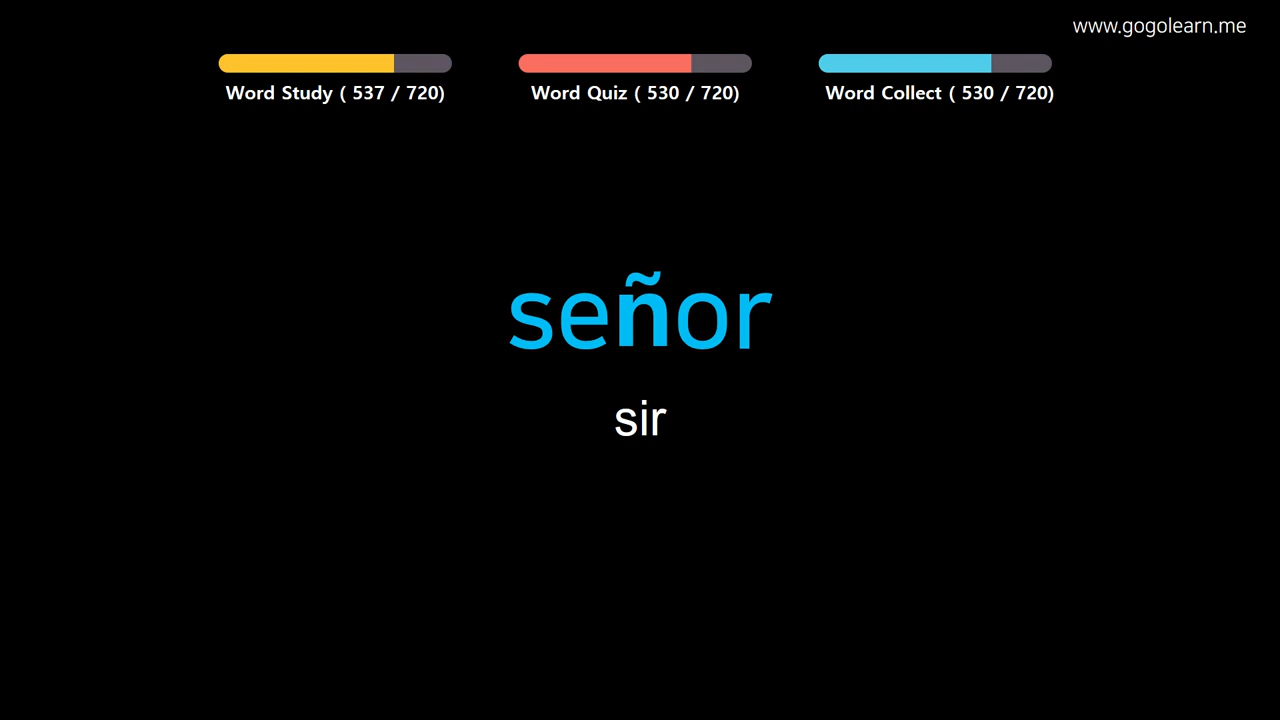 www.gogolearn.me
Word Study ( 537 / 720)
Word Quiz ( 530 / 720)
Word Collect ( 530 / 720)
señor
sir